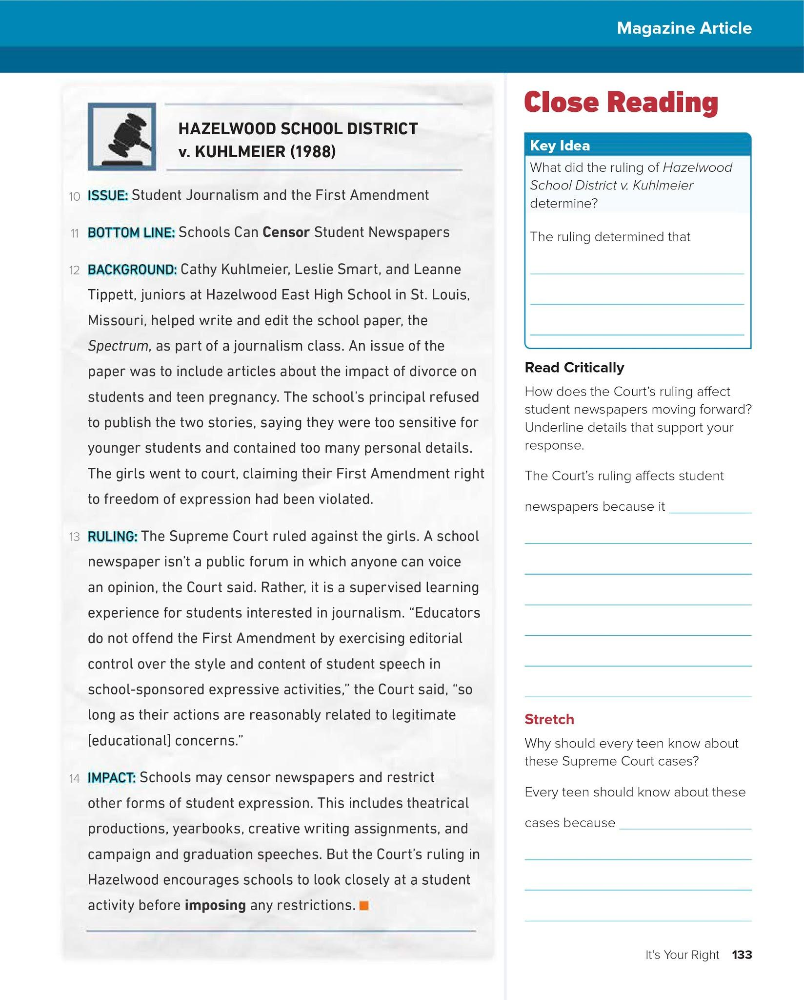 Magazine Article
HAZELWOOD SCHOOL DISTRICT
v. KUHLMEIER (1988)
10 ISSUE: Student Journalism and the First Amendment
11 BOTTOM LINE: Schools Can Censor Student Newspapers
12 BACKGROUND: Cathy Kuhlmeier, Leslie Smart, and Leanne
Tippett, juniors at Hazelwood East High School in St. Louis,
Missouri, helped write and edit the school paper, the
Spectrum, as part of a journalism class. An issue of the
paper was to include articles about the impact of divorce on
students and teen pregnancy. The school’s principal refused
to publish the two stories, saying they were too sensitive for
younger students and contained too many personal details.
The girls went to court, claiming their First Amendment right
to freedom of expression had been violated.
13 RULING: The Supreme Court ruled against the girls. A school
newspaper isn’t a public forum in which anyone can voice
an opinion, the Court said. Rather, it is a supervised learning
experience for students interested in journalism. “Educators
do not offend the First Amendment by exercising editorial
control over the style and content of student speech in
school-sponsored expressive activities,” the Court said, “so
long as their actions are reasonably related to legitimate
[educational] concerns.”
14 IMPACT: Schools may censor newspapers and restrict
other forms of student expression. This includes theatrical
productions, yearbooks, creative writing assignments, and
campaign and graduation speeches. But the Court’s ruling in
Hazelwood encourages schools to look closely at a student
activity before imposing any restrictions.
Close Reading
Key Idea
What did the ruling of Hazelwood
School District v. Kuhlmeier
determine?
The ruling determined that
Read Critically
How does the Court’s ruling affect
student newspapers moving forward?
Underline details that support your
response.
The Court’s ruling affects student
newspapers because it
Stretch
Why should every teen know about
these Supreme Court cases?
Every teen should know about these
cases because
It’s Your Right 133